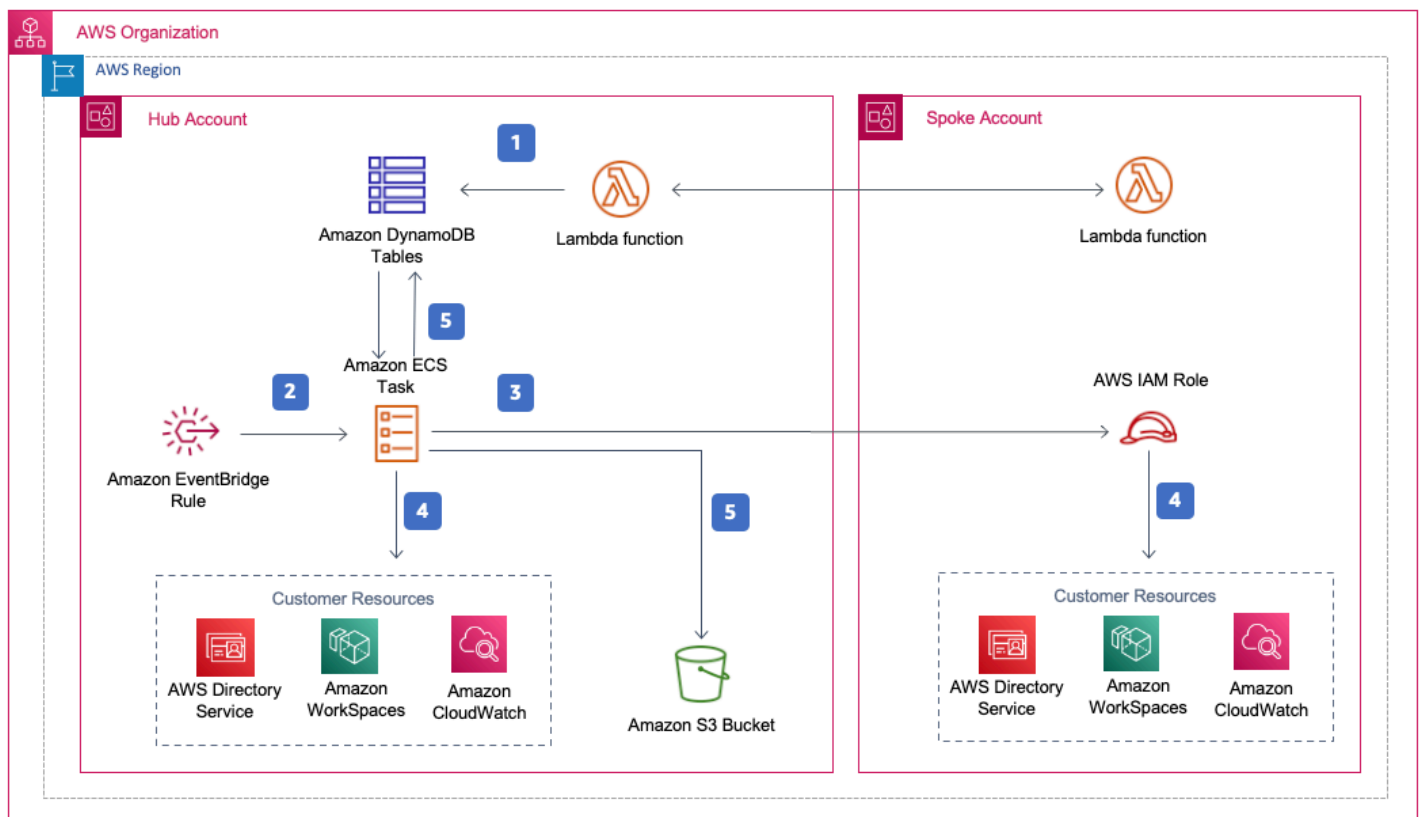 AWS Organization
AWS Region
Hub Account
Spoke Account
1
Amazon DynamoDB
Tables
Lambda function
Lambda function
5
Amazon ECS
Task
2
3
AWS IAM Role
Amazon EventBridge
Rule
4
5
4
Customer Resources
AWS Directory
Service
Amazon
WorkSpaces
Amazon
CloudWatch
Amazon S3 Bucket
Customer Resources
AWS Directory
Service
Amazon
WorkSpaces
Amazon
CloudWatch